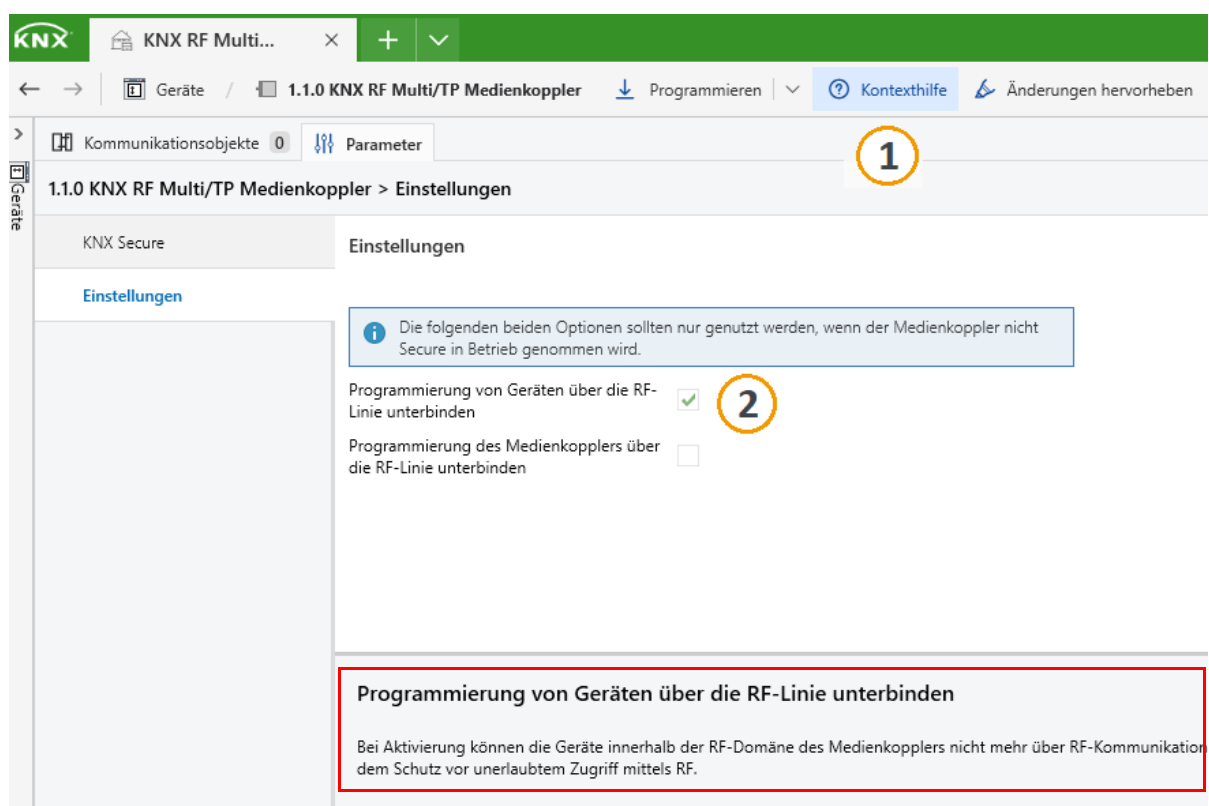 KNX
KNX RF Multi...
Geräte / 1.1.0 KNX RF Multi/TP Medienkoppler Programmieren Kontexthilfe Änderungen hervorheben
Kommunikationsobjekte 0 Parameter
1
Geräte
1.1.0 KNX RF Multi/TP Medienkoppler > Einstellungen
KNX Secure
Einstellungen
Einstellungen
Die folgenden beiden Optionen sollten nur genutzt werden, wenn der Medienkoppler nicht
Secure in Betrieb genommen wird.
Programmierung von Geräten über die RF-
Linie unterbinden
2
Programmierung des Medienkopplers über
die RF-Linie unterbinden
Programmierung von Geräten über die RF-Linie unterbinden
Bei Aktivierung können die Geräte innerhalb der RF-Domäne des Medienkopplers nicht mehr über RF-Kommunikation
dem Schutz vor unerlaubtem Zugriff mittels RF.